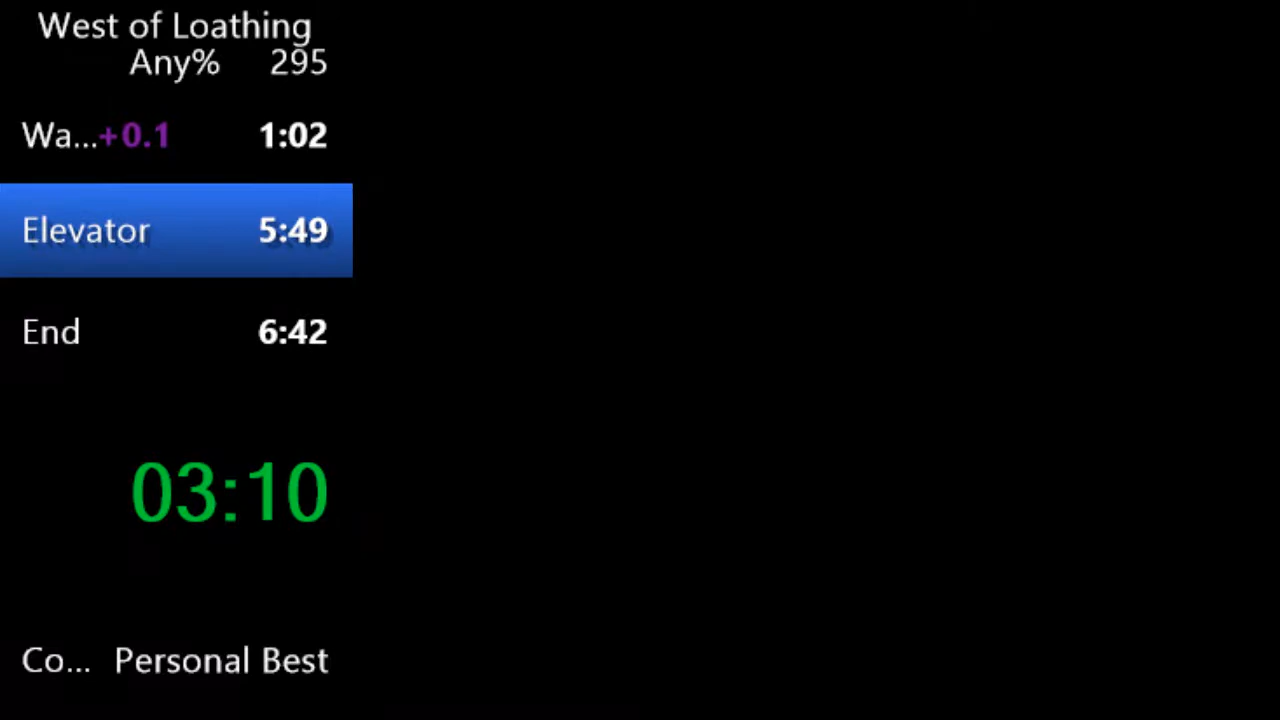 West of Loathing
Any% 295
Wa...+0.1 1:02
Elevator 5:49
End 6:42
03:10
Co... Personal Best